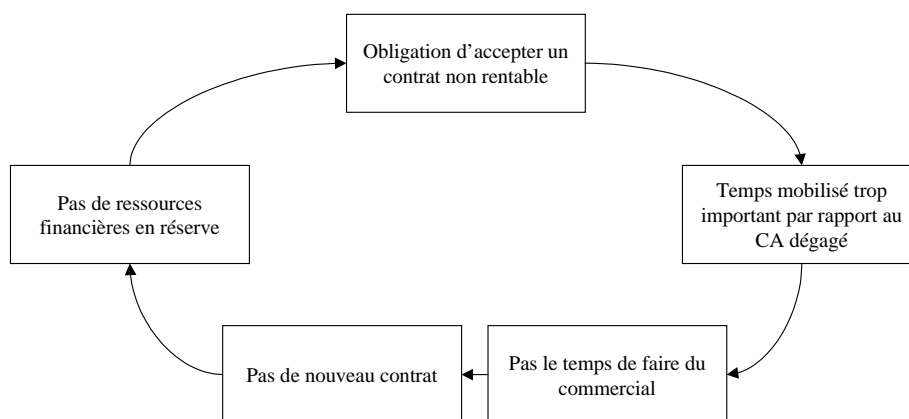 Obligation d’accepter un
contrat non rentable
Pas de ressources
financières en réserve
Temps mobilisé trop
important par rapport au
CA dégagé
Pas de nouveau contrat
Pas le temps de faire du
commercial